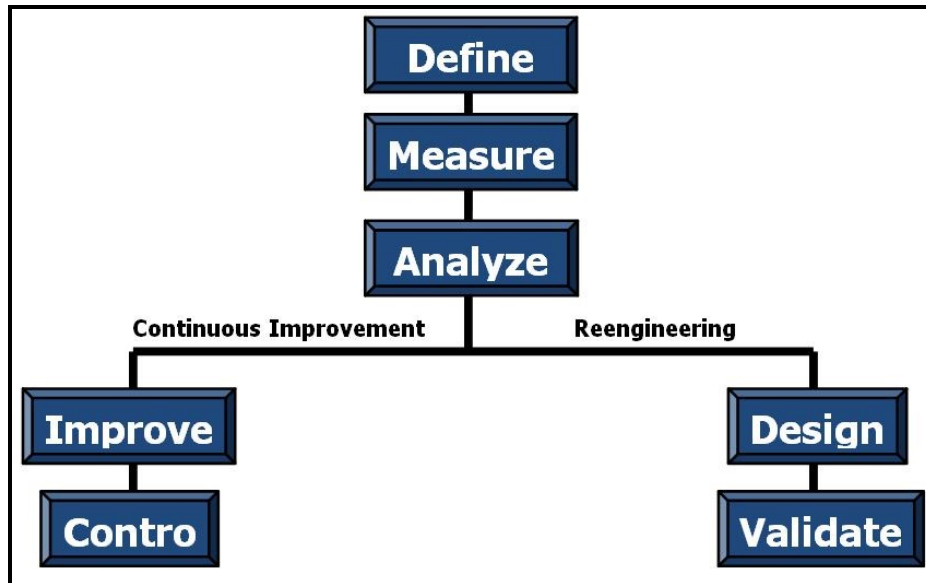 Define
Measure
Analyze
Continuous Improvement
Reengineering
Improve
Design
Contro
Validate